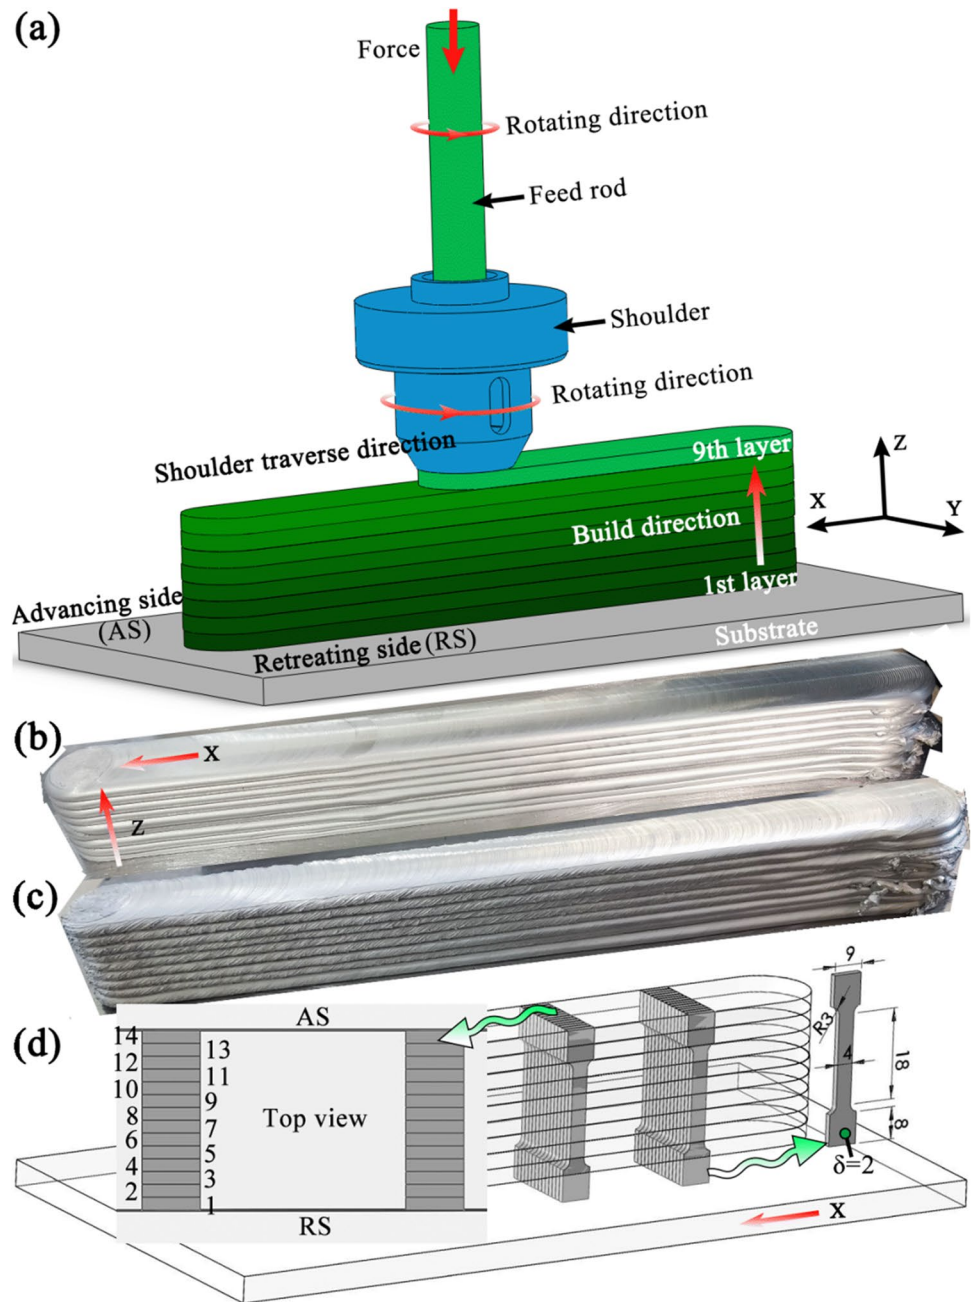 (a)
Force
Rotating direction
Feed rod
Shoulder
Rotating direction
Shoulder traverse direction
9th layer
Z
X
Y
Build direction
1st layer
Advancing side
(AS)
Retreating side (RS)
Substrate
(b)
X
Z
(c)
(d)
AS
14
13
12
11
10
9
8
7
6
5
4
3
2
1
Top view
RS
9
R3
4
18
8
δ=2
X